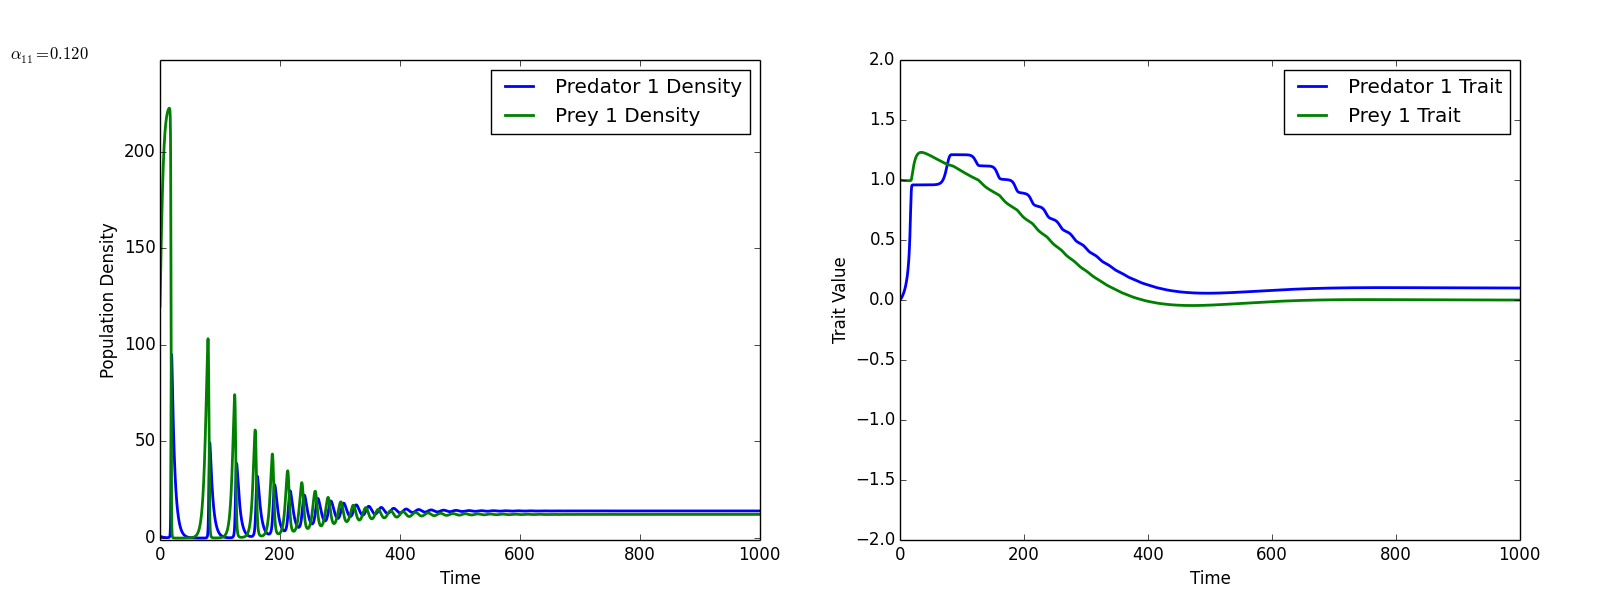 α₁₁=0.120
Predator 1 Density
Prey 1 Density
200
150
100
50
0
Population Density
0 200 400 600 800 1000
Time
Predator 1 Trait
Prey 1 Trait
2.0
1.5
1.0
0.5
0.0
−0.5
−1.0
−1.5
−2.0
Trait Value
0 200 400 600 800 1000
Time